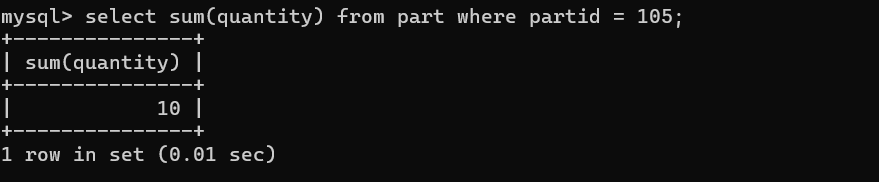 mysql> select sum(quantity) from part where partid = 105;
+---------------+
| sum(quantity) |
+---------------+
|            10 |
+---------------+
1 row in set (0.01 sec)